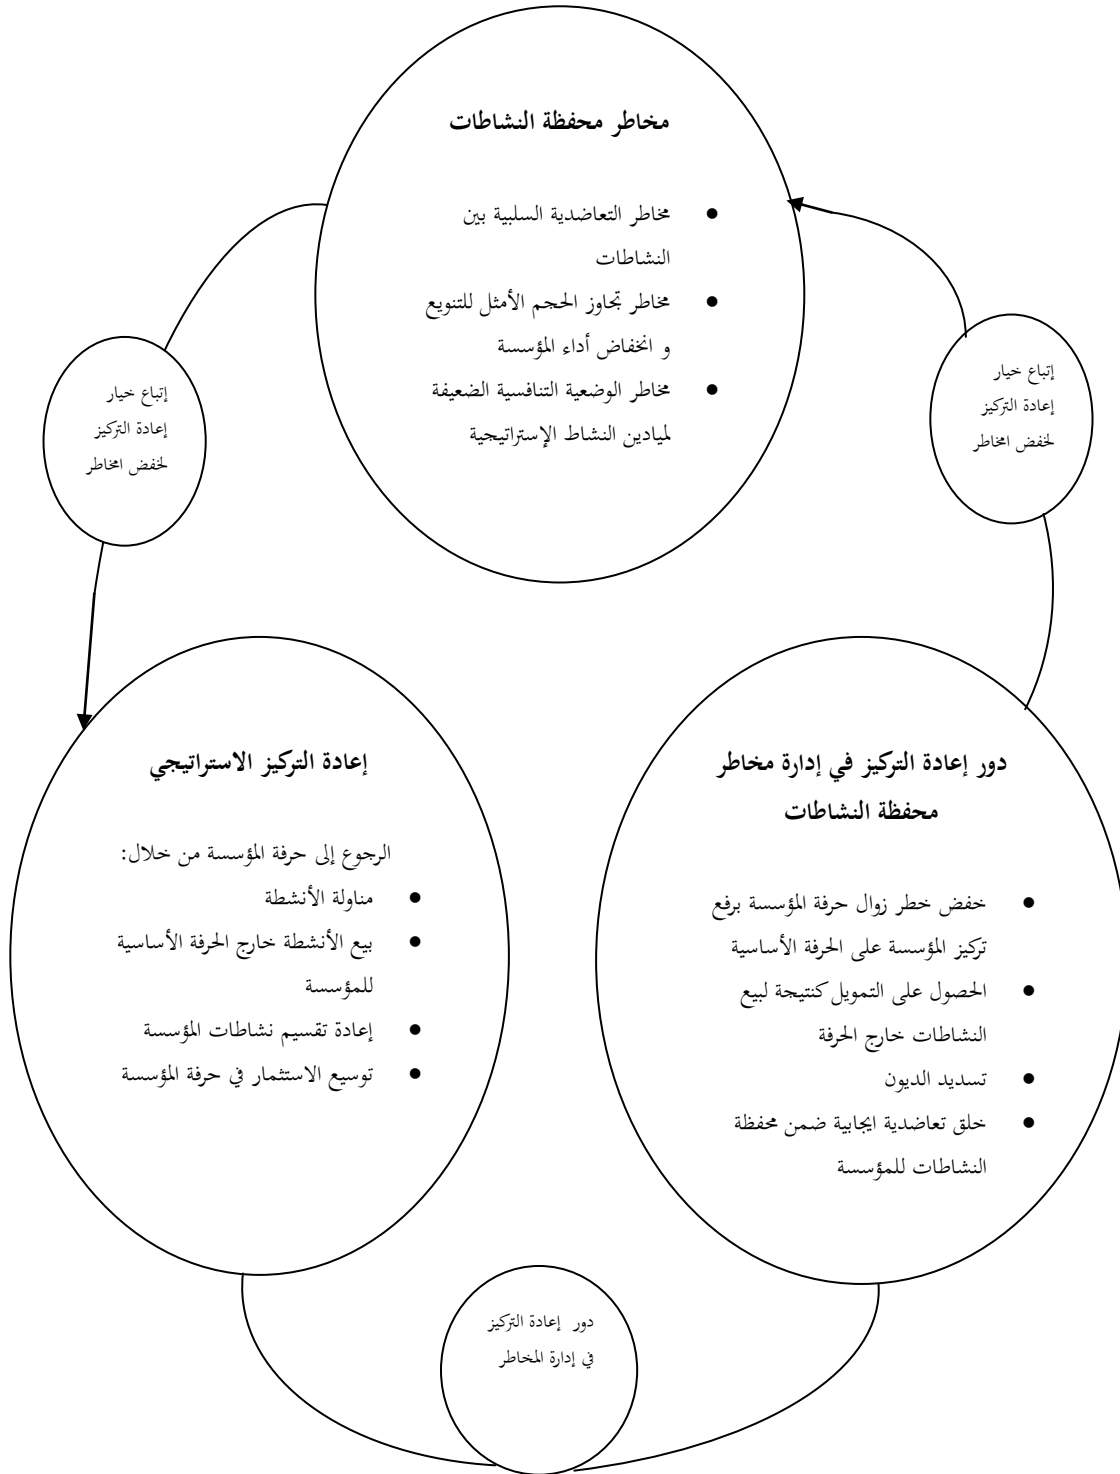 مخاطر محفظة النشاطات
● مخاطر التعاضدية السلبية بين
النشاطات
● مخاطر تجاوز الحجم الأمثل للتنويع
و انخفاض أداء المؤسسة
● مخاطر الوضعية التنافسية الضعيفة
لميادين النشاط الإستراتيجية
إتباع خيار
إعادة التركيز
لخفض امخاطر
إتباع خيار
إعادة التركيز
لخفض امخاطر
دور إعادة التركيز في إدارة مخاطر
محفظة النشاطات
● خفض خطر زوال حرفة المؤسسة برفع
تركيز المؤسسة على الحرفة الأساسية
● الحصول على التمويل كنتيجة لبيع
النشاطات خارج الحرفة
● تسديد الديون
● خلق تعاضدية ايجابية ضمن محفظة
النشاطات للمؤسسة
إعادة التركيز الاستراتيجي
الرجوع إلى حرفة المؤسسة من خلال:
● مناولة الأنشطة
● بيع الأنشطة خارج الحرفة الأساسية
للمؤسسة
● إعادة تقسيم نشاطات المؤسسة
● توسيع الاستثمار في حرفة المؤسسة
دور إعادة التركيز
في إدارة المخاطر